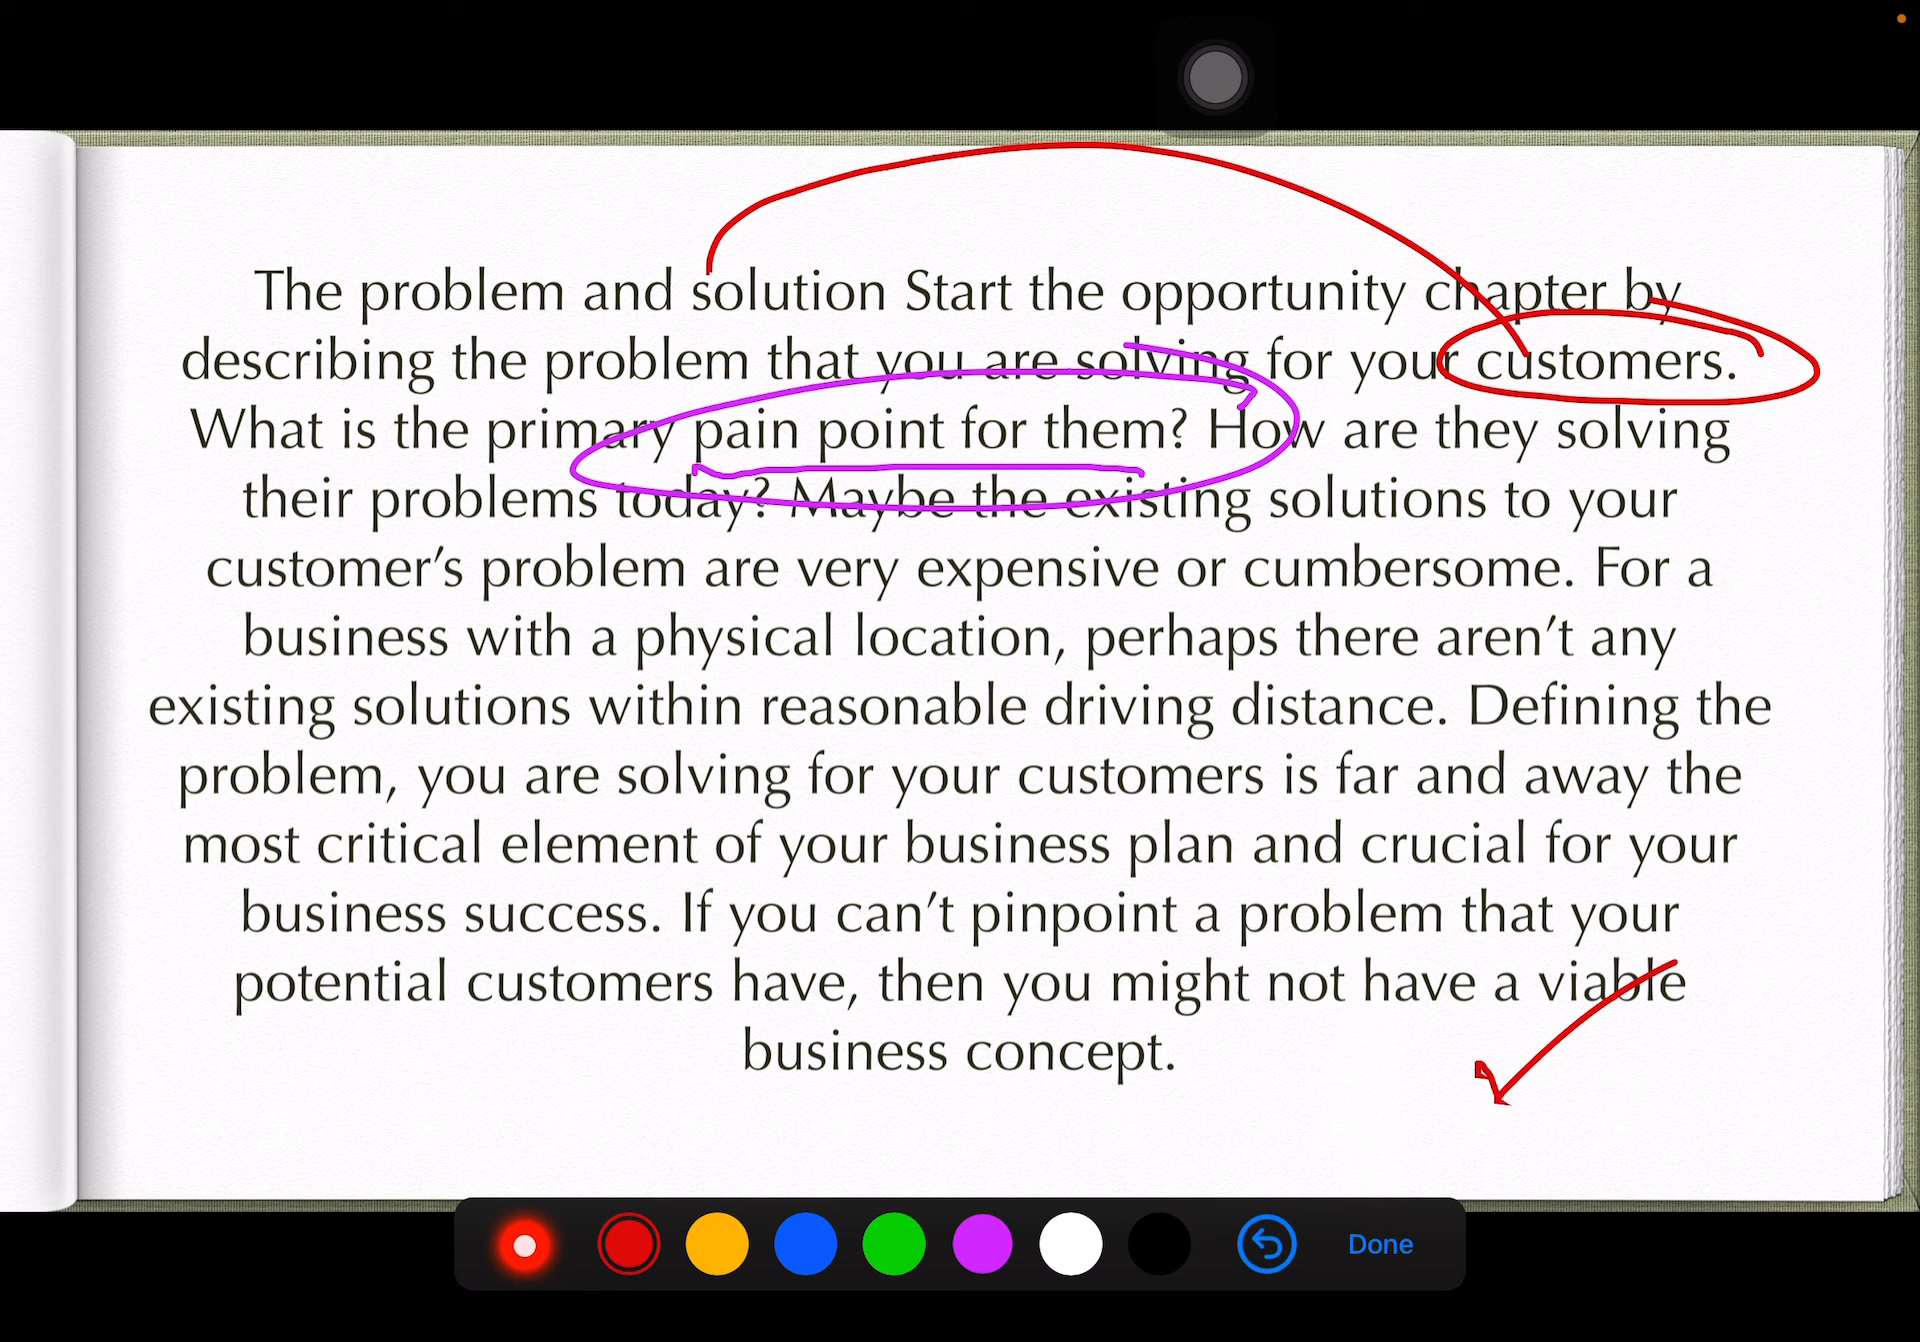 The problem and solution Start the opportunity chapter by
describing the problem that you are solving for your customers.
What is the primary pain point for them? How are they solving
their problems today? Maybe the existing solutions to your
customer’s problem are very expensive or cumbersome. For a
business with a physical location, perhaps there aren’t any
existing solutions within reasonable driving distance. Defining the
problem, you are solving for your customers is far and away the
most critical element of your business plan and crucial for your
business success. If you can’t pinpoint a problem that your
potential customers have, then you might not have a viable
business concept.
Done